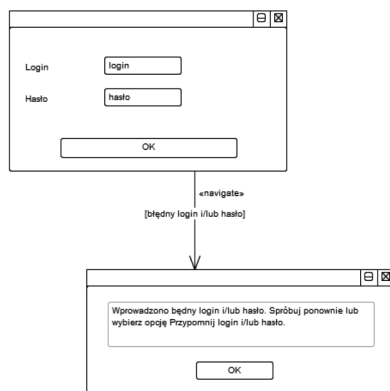 Login
login
Hasło
hasło
OK
«navigate»
[błędny login i/lub hasło]
Wprowadzono będny login i/lub hasło. Spróbuj ponownie lub
wybierz opcję Przypomnij login i/lub hasło.
OK